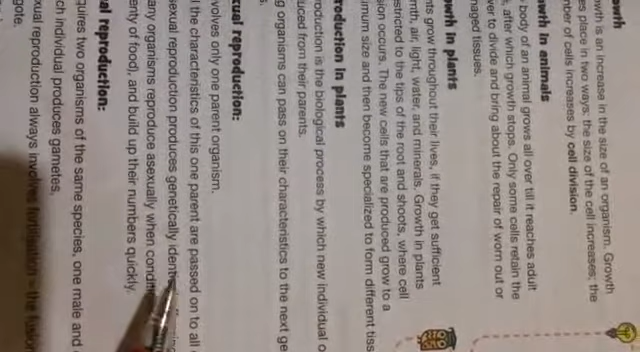 owth
owth is an increase in the size of an organism. Growth
es place in two ways: the size of the cell increases; the
mber of cells increases by cell division.
owth in animals
body of an animal grows all over till it reaches adult
, after which growth stops. Only some cells retain the
wer to divide and bring about the repair of worn out or
maged tissues.
owth in plants
nts grow throughout their lives, if they get sufficient
mth, air, light, water, and minerals. Growth in plants
estricted to the tips of the root and shoots, where cell
sion occurs. The new cells that are produced grow to a
imum size and then become specialized to form different tiss
roduction in plants
roduction is the biological process by which new individual o
uced from their parents.
ng organisms can pass on their characteristics to the next ge
s.
xual reproduction:
volves only one parent organism.
l the characteristics of this one parent are passed on to all
sexual reproduction produces genetically identi
any organisms reproduce asexually when condit
enty of food), and build up their numbers quickly.
al reproduction:
quires two organisms of the same species, one male and
ch individual produces gametes.
xual reproduction always involves fertilisation – the fusion
gote.